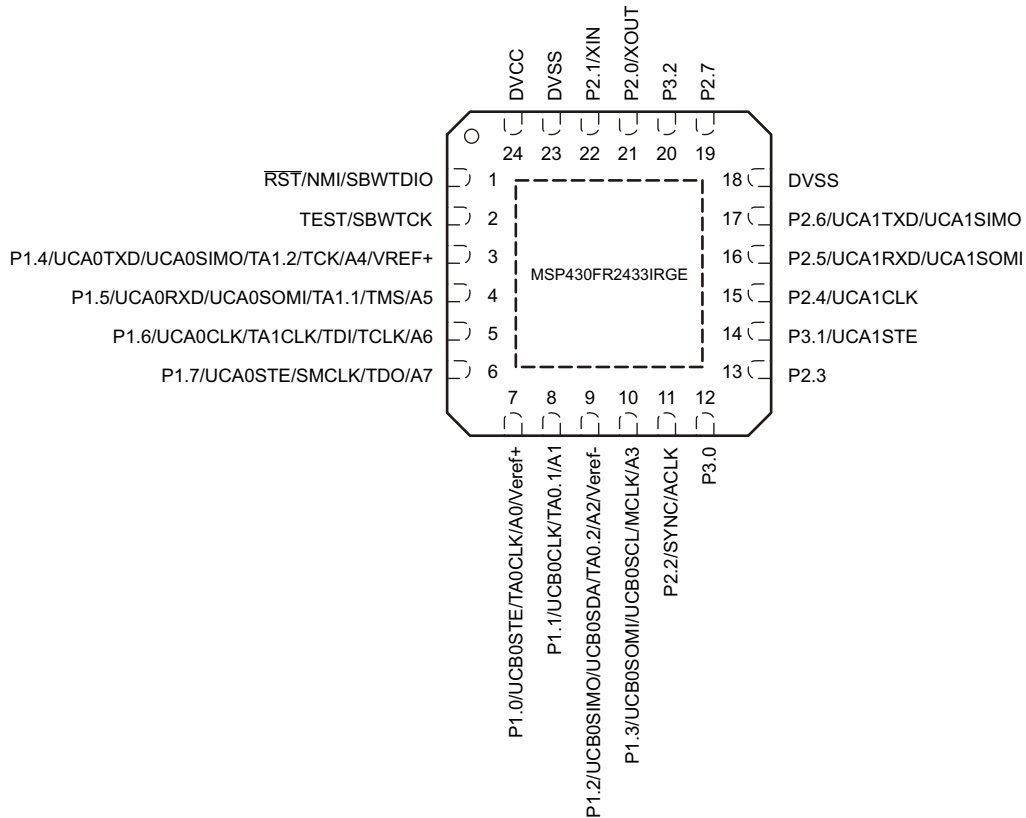 DVCC
DVSS
P2.1/XIN
P2.0/XOUT
P3.2
P2.7
24
23
22
21
20
19
RST/NMI/SBWTDIO
1
TEST/SBWTCK
2
P1.4/UCA0TXD/UCA0SIMO/TA1.2/TCK/A4/VREF+
3
P1.5/UCA0RXD/UCA0SOMI/TA1.1/TMS/A5
4
P1.6/UCA0CLK/TA1CLK/TDI/TCLK/A6
5
P1.7/UCA0STE/SMCLK/TDO/A7
6
MSP430FR2433IRGE
18
DVSS
17
P2.6/UCA1TXD/UCA1SIMO
16
P2.5/UCA1RXD/UCA1SOMI
15
P2.4/UCA1CLK
14
P3.1/UCA1STE
13
P2.3
7
8
9
10
11
12
P1.0/UCB0STE/TA0CLK/A0/Veref+
P1.1/UCB0CLK/TA0.1/A1
P1.2/UCB0SIMO/UCB0SDA/TA0.2/A2/Veref-
P1.3/UCB0SOMI/UCB0SCL/MCLK/A3
P2.2/SYNC/ACLK
P3.0